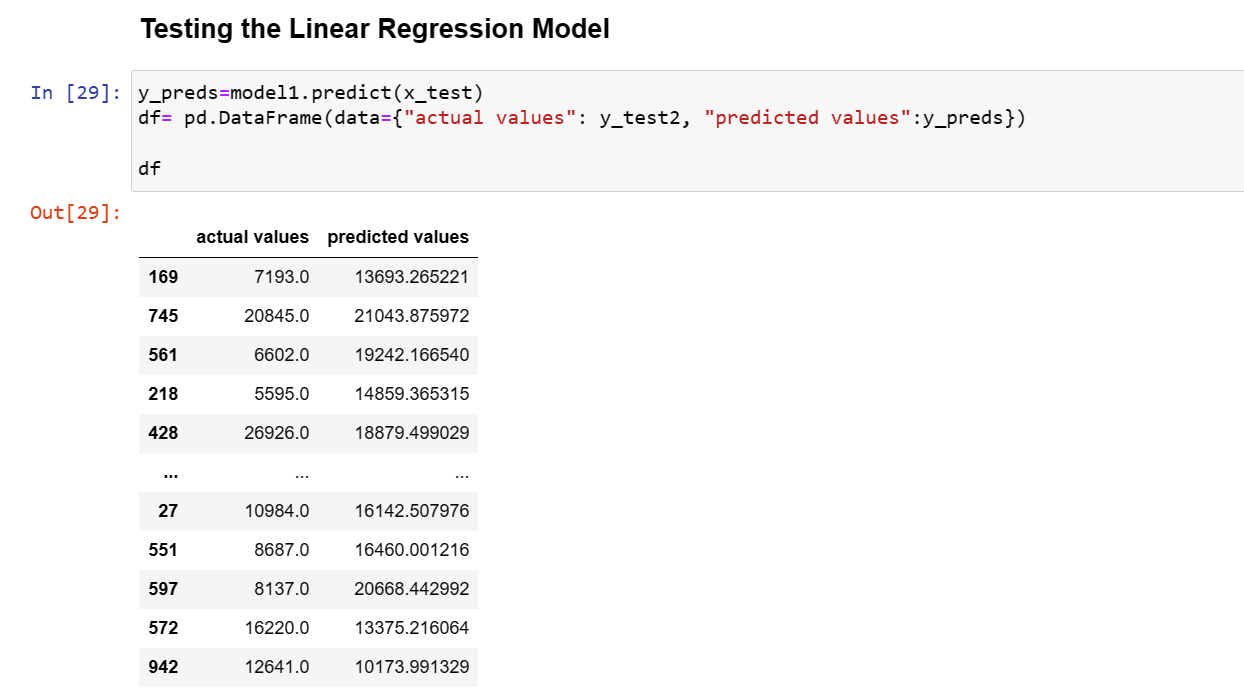 Testing the Linear Regression Model
In [29]: y_preds=model1.predict(x_test)
df= pd.DataFrame(data={"actual values": y_test2, "predicted values":y_preds})
df
Out[29]:
actual values predicted values
169 7193.0 13693.265221
745 20845.0 21043.875972
561 6602.0 19242.166540
218 5595.0 14859.365315
428 26926.0 18879.499029
... ... ...
27 10984.0 16142.507976
551 8687.0 16460.001216
597 8137.0 20668.442992
572 16220.0 13375.216064
942 12641.0 10173.991329